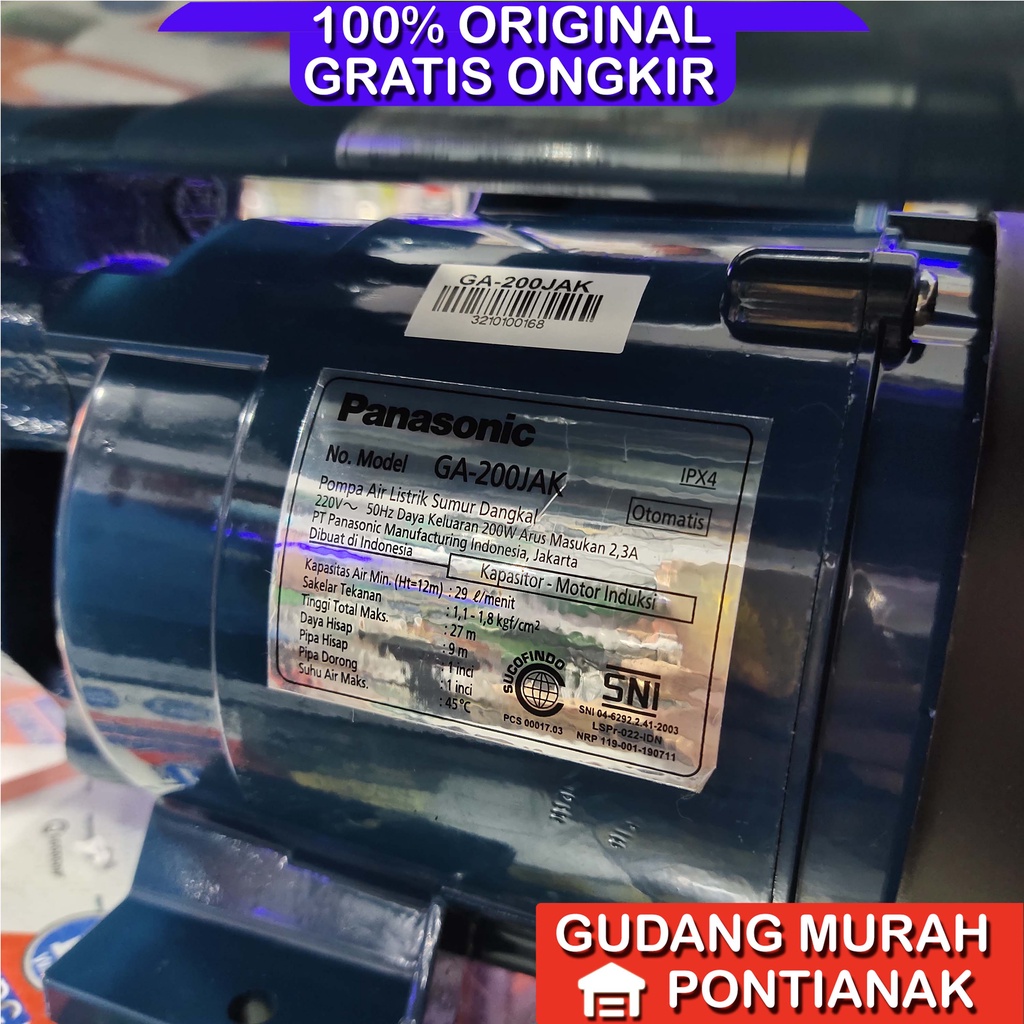 100% ORIGINAL
GRATIS ONGKIR
GA-200JAK
3210100168
Panasonic
No. Model GA-200JAK
IPX4
Pompa Air Listrik Sumur Dangkal
Otomatis
220V~ 50Hz Daya Keluaran 200W Arus Masukan 2,3A
PT Panasonic Manufacturing Indonesia, Jakarta
Dibuat di Indonesia
Kapasitor - Motor Induksi
Kapasitas Air Min. (Ht=12m) : 29 ℓ/menit
Sakelar Tekanan : 1,1 - 1,8 kgf/cm²
Tinggi Total Maks. : 27 m
Daya Hisap : 9 m
Pipa Hisap : 1 inci
Pipa Dorong : 1 inci
Suhu Air Maks. : 45°C
SUCOFINDO
PCS 00017.03
SNI
SNI 04-6292.2.41-2003
LSPr-022-IDN
NRP 119-001-190711
GUDANG MURAH
PONTIANAK